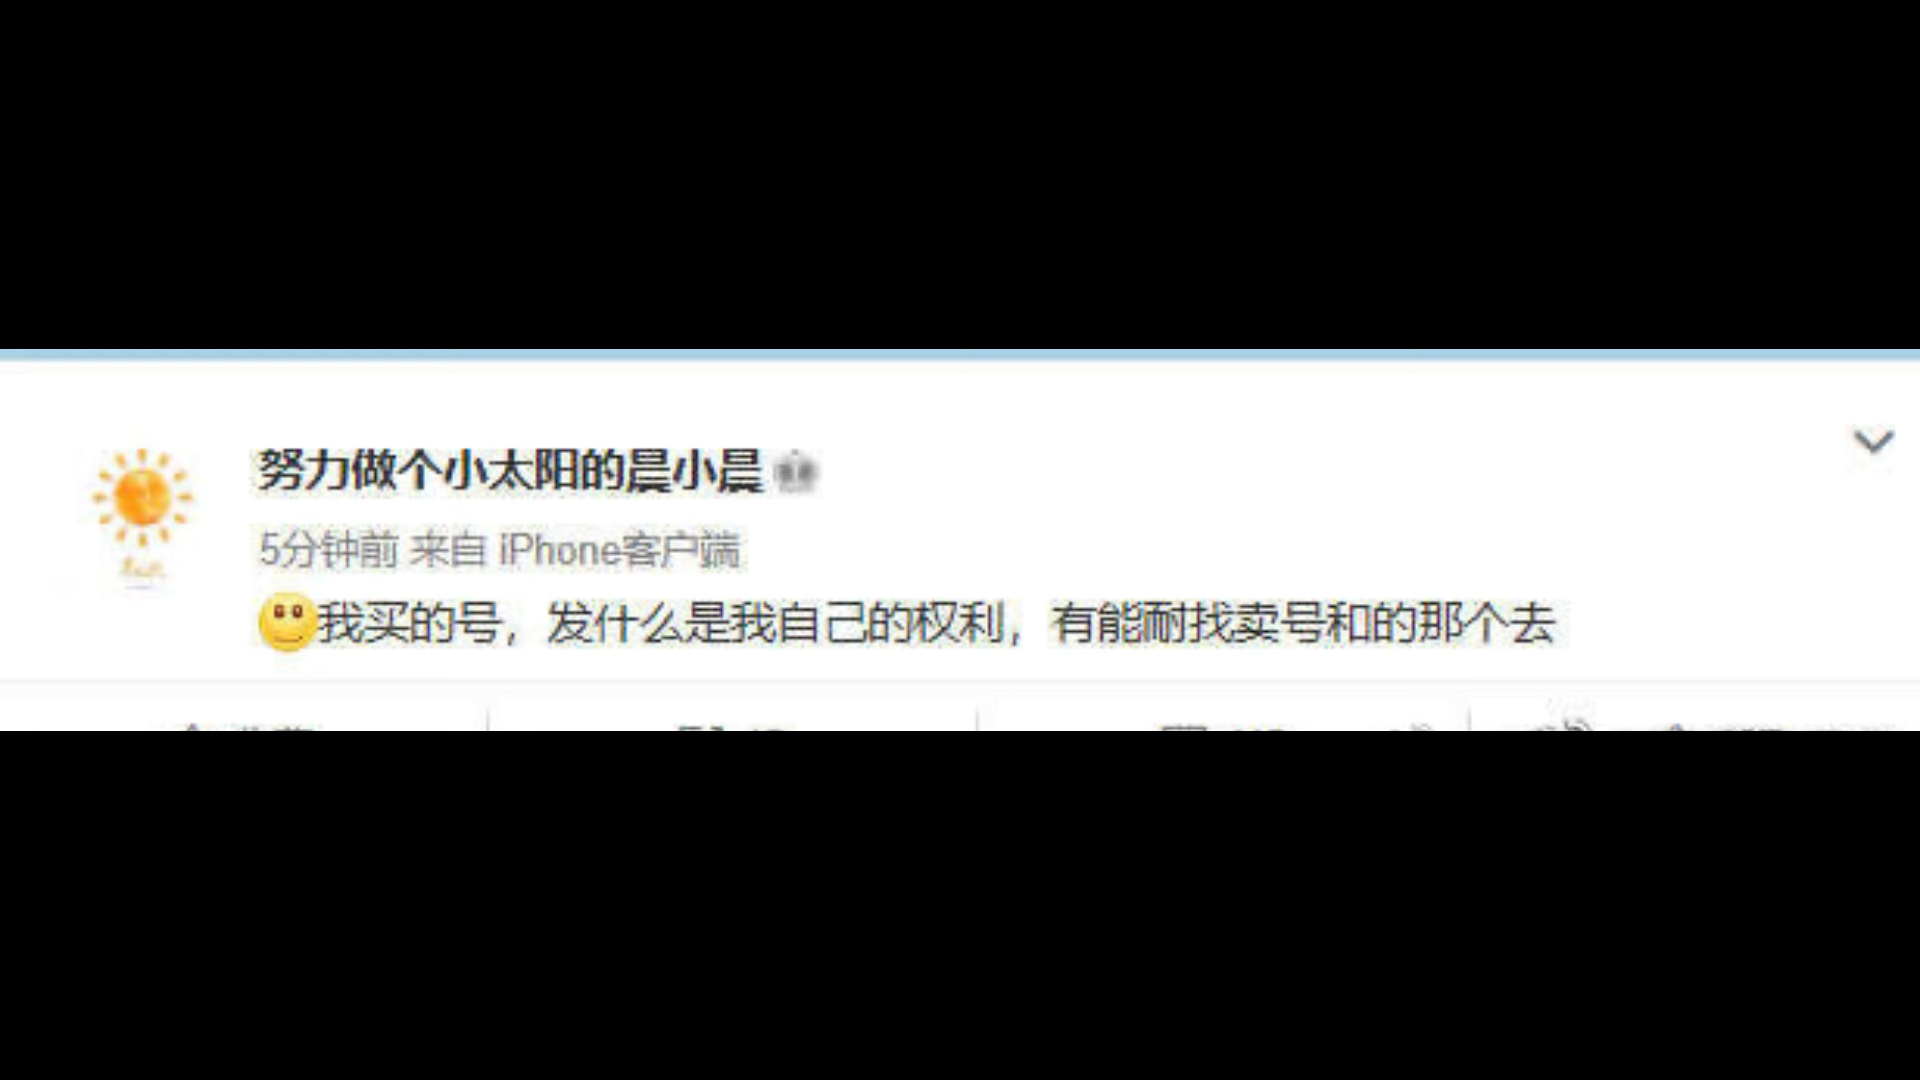 努力做个小太阳的晨小晨
5分钟前 来自 iPhone客户端
我买的号，发什么是我自己的权利，有能耐找卖号和的那个去